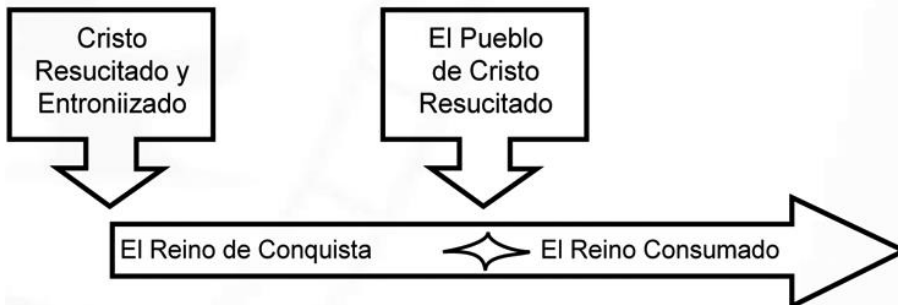 Cristo
Resucitado y
Entroniizado
El Pueblo
de Cristo
Resucitado
El Reino de Conquista
El Reino Consumado